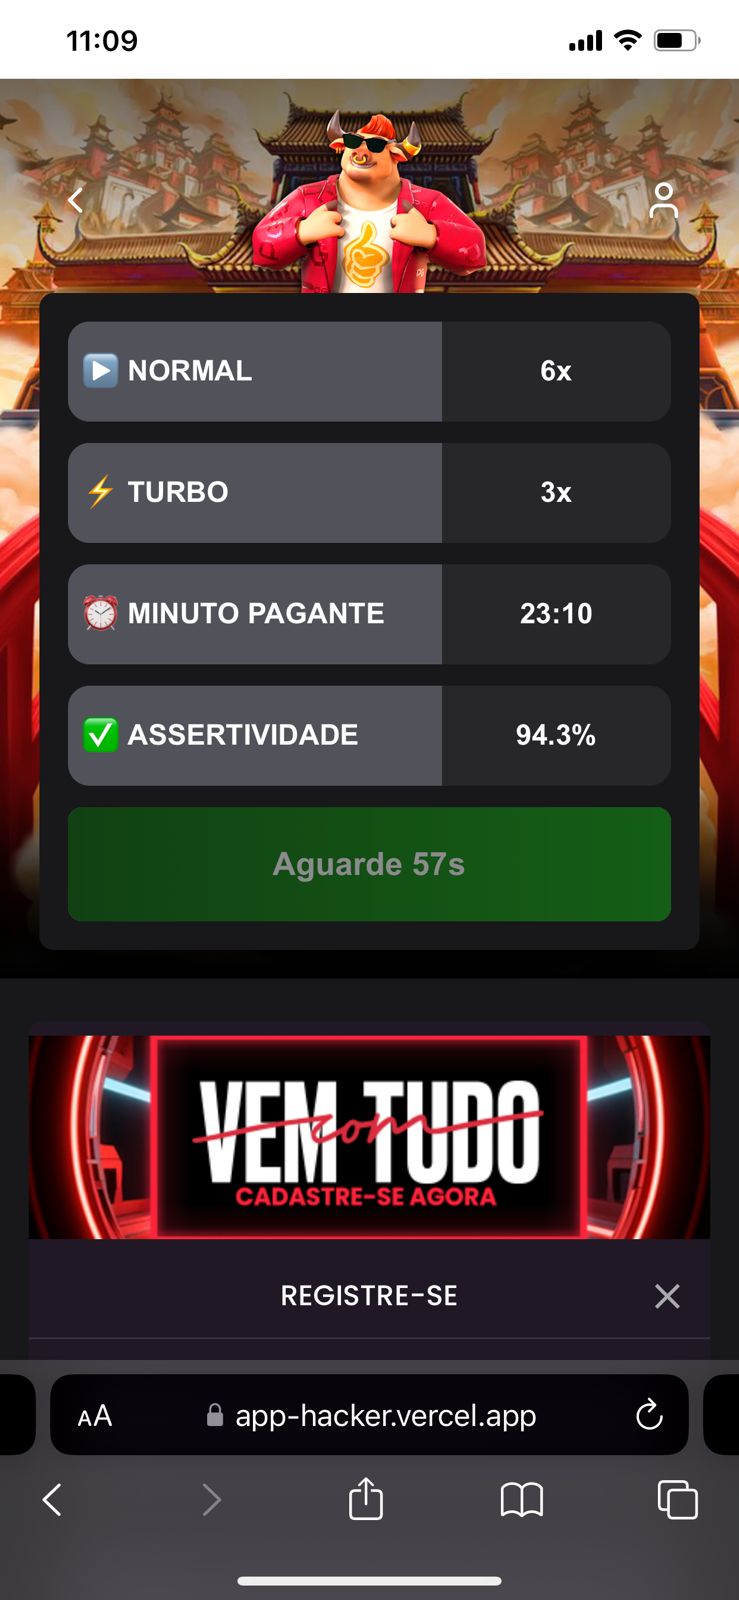 11:09
NORMAL 6x
TURBO 3x
MINUTO PAGANTE 23:10
ASSERTIVIDADE 94.3%
Aguarde 57s
VEM com TUDO
CADASTRE-SE AGORA
REGISTRE-SE
AA app-hacker.vercel.app